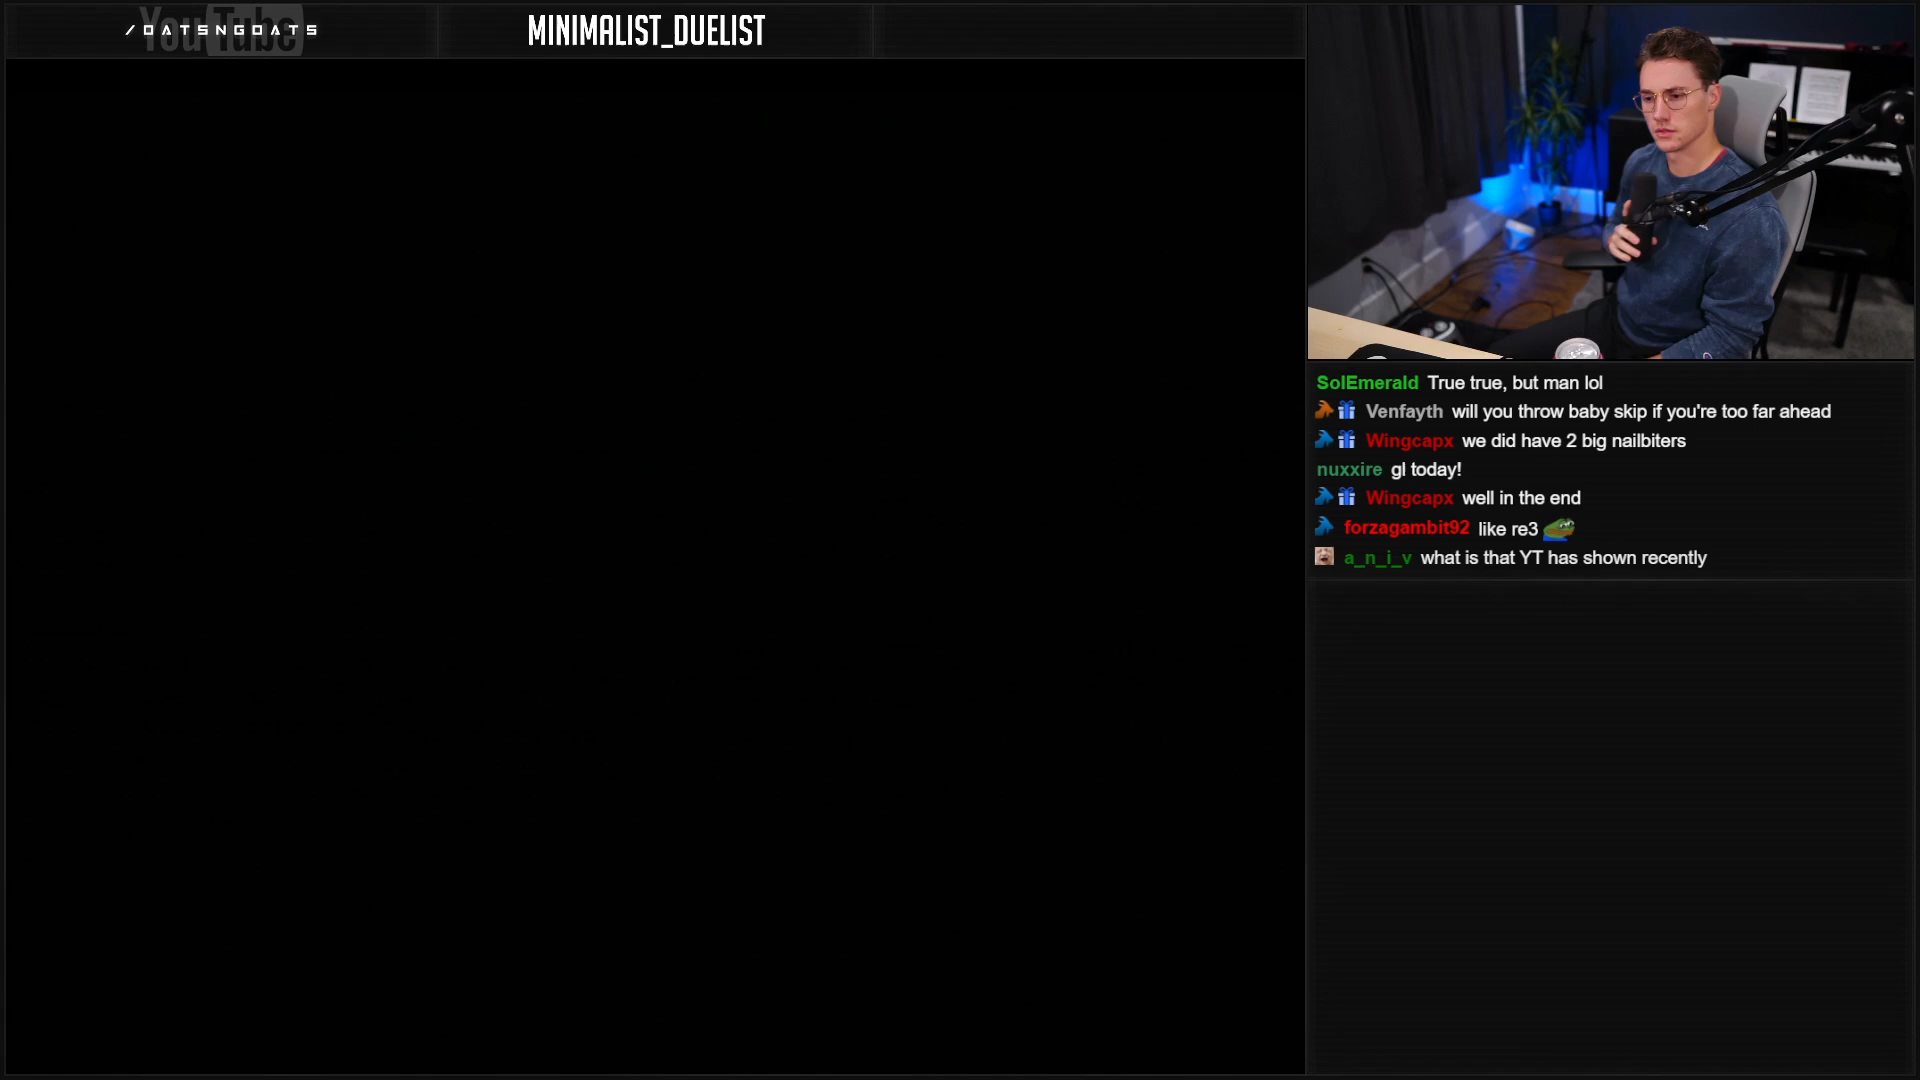 YouTube
/OATSNGOATS
MINIMALIST_DUELIST
SolEmerald True true, but man lol
Venfayth will you throw baby skip if you're too far ahead
Wingcapx we did have 2 big nailbiters
nuxxire gl today!
Wingcapx well in the end
forzagambit92 like re3
a_n_i_v what is that YT has shown recently